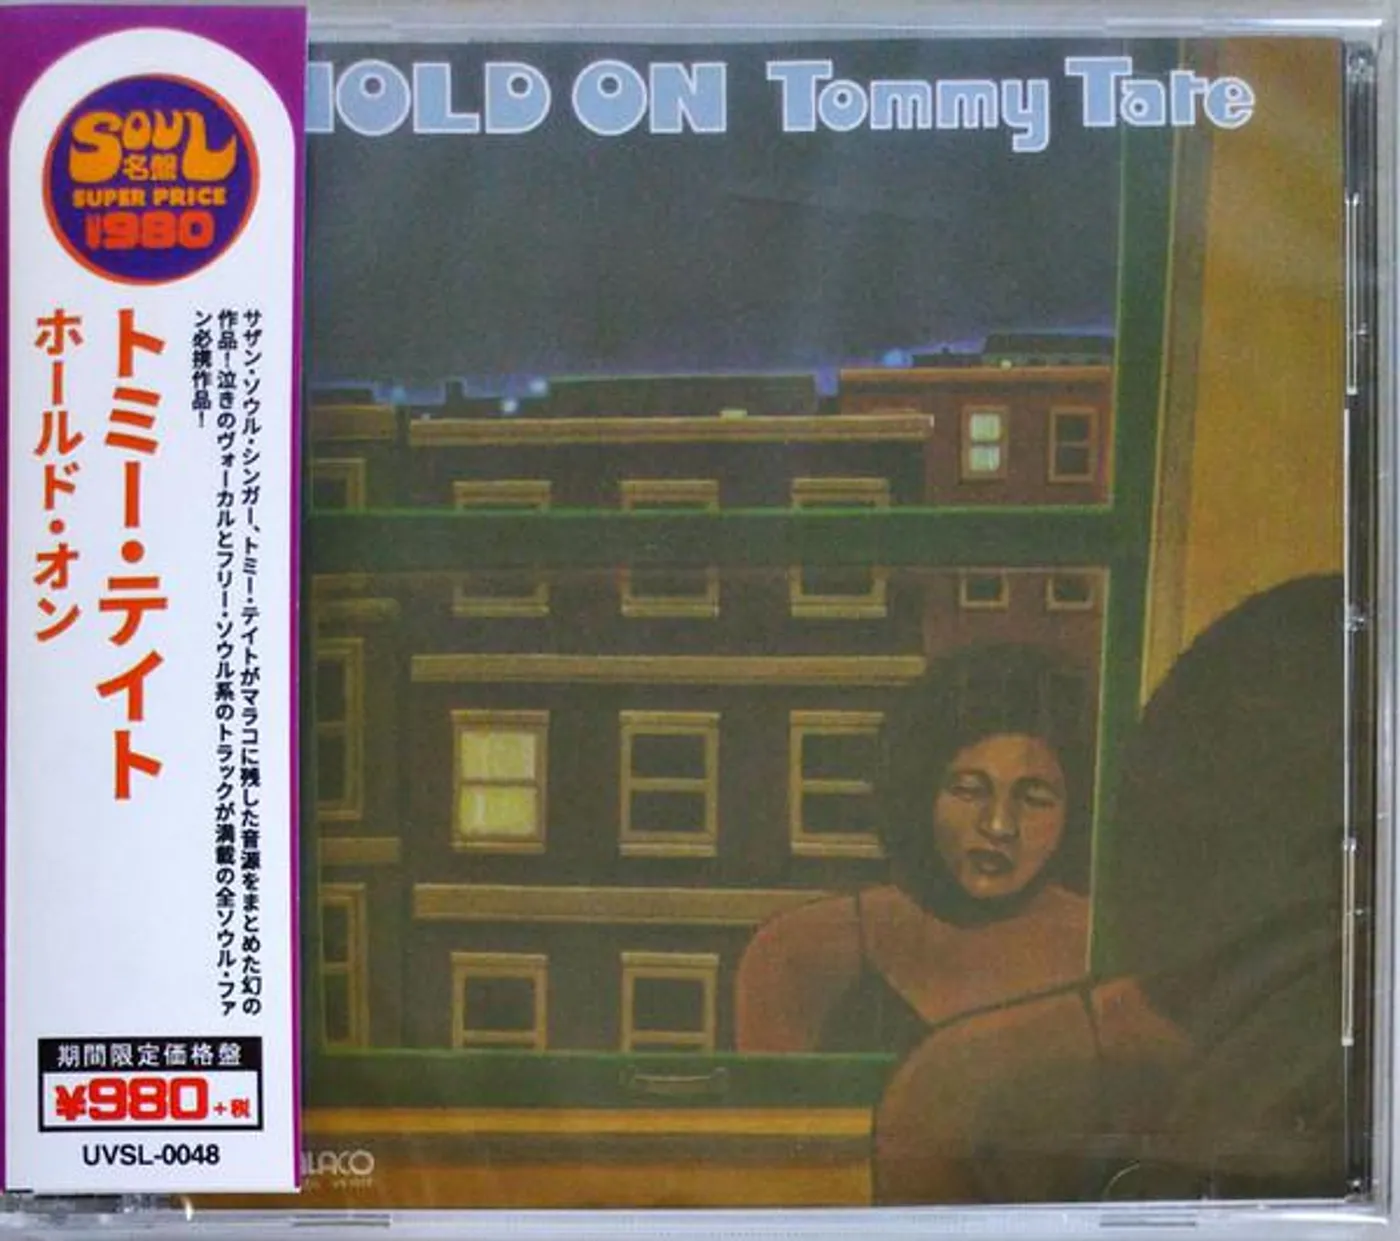 SOUL
名盤
SUPER PRICE
¥980
サザン・ソウル・シンガー、トミー・テイトがマラコに残した音源をまとめた幻の
作品!泣きのヴォーカルとフリー・ソウル系のトラックが満載の全ソウル・ファ
ン必携作品!
トミー・テイト
ホールド・オン
期間限定価格盤
¥980+税
UVSL-0048
HOLD ON Tommy Tate